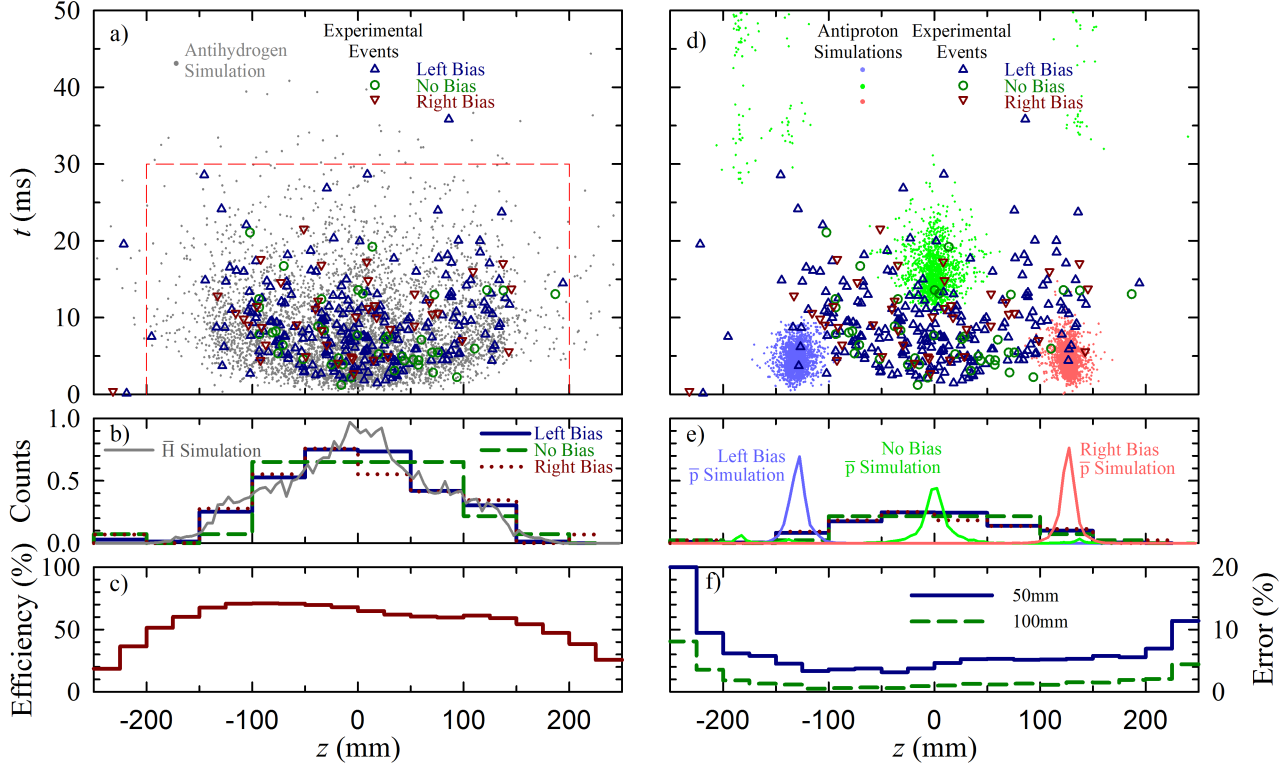 a)
Antihydrogen
Simulation
Experimental
Events
Left Bias
No Bias
Right Bias
50
40
30
20
10
0
t (ms)
d)
Antiproton
Simulations
Experimental
Events
Left Bias
No Bias
Right Bias
b)
H̅ Simulation
Left Bias
No Bias
Right Bias
1.0
0.5
0.0
Counts
e)
Left Bias
p̅ Simulation
No Bias
p̅ Simulation
Right Bias
p̅ Simulation
c)
100
50
0
Efficiency (%)
-200 -100 0 100 200
z (mm)
f)
50mm
100mm
20
10
0
Error (%)
-200 -100 0 100 200
z (mm)